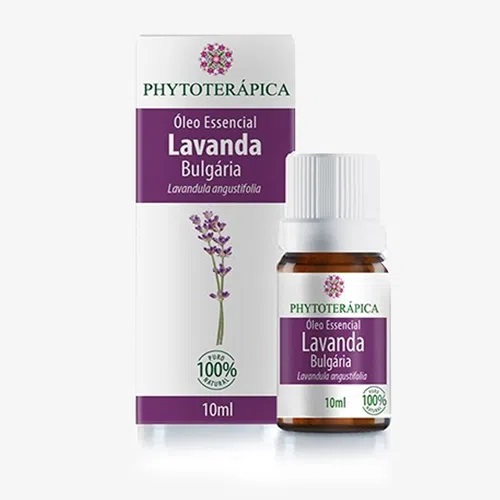 PHYTOTERÁPICA
Óleo Essencial
Lavanda
Bulgária
Lavandula angustifolia
PURO
100%
NATURAL
10ml
PHYTOTERÁPICA
Óleo Essencial
Lavanda
Bulgária
Lavandula angustifolia
10ml
PURO
100%
NATURAL